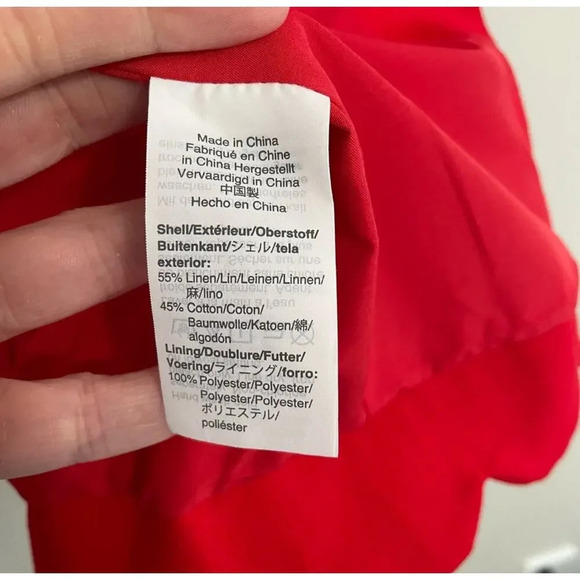 Made in China
Fabriqué en Chine
in China Hergestellt
Vervaardigd in China
中国製
Hecho en China
Shell/Extérieur/Oberstoff/
Buitenkant/シェル/tela
exterior:
55% Linen/Lin/Leinen/Linnen/
麻/lino
45% Cotton/Coton/
Baumwolle/Katoen/綿/
algodón
Lining/Doublure/Futter/
Voering/ライニング/forro:
100% Polyester/Polyester/
Polyester/Polyester/
ポリエステル/
poliéster